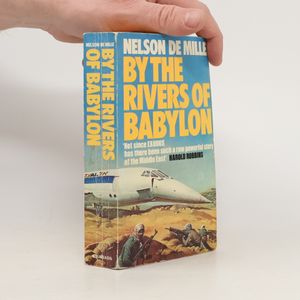 NELSON DE MILLE
BY THE
RIVERS OF
BABYLON
'Not since EXODUS
has there been such a raw powerful story
of the Middle East'
HAROLD ROBBINS
NELSON DE MILLE
BY THE RIVERS
OF BABYLON
GRANADA